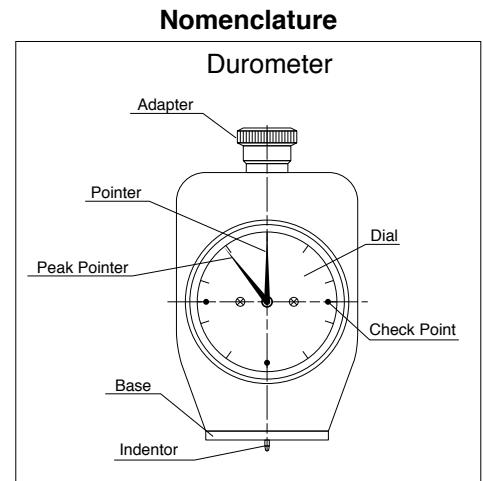 Nomenclature
Durometer
Adapter
Pointer
Dial
Peak Pointer
Check Point
Base
Indentor